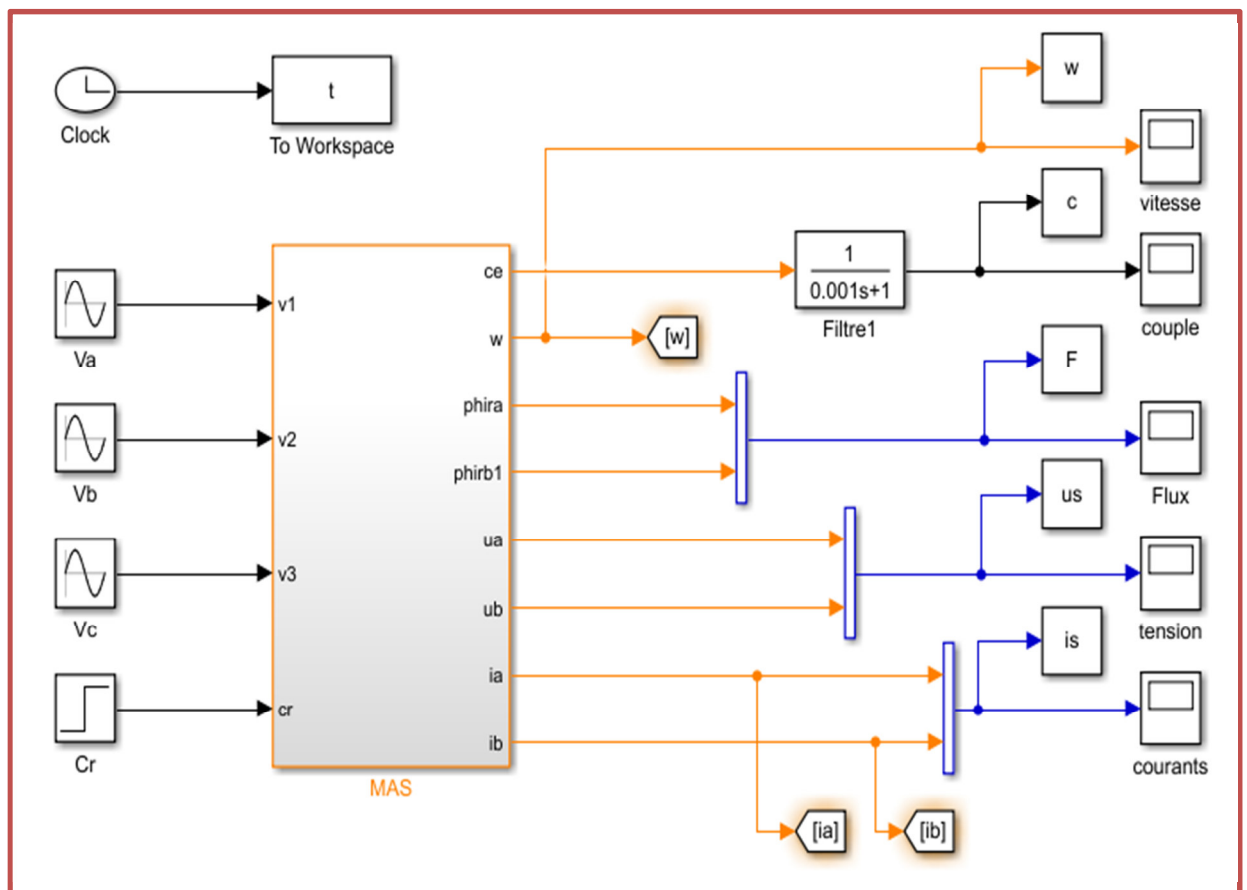 w
t
Clock
To Workspace
vitesse
c
ce
1
0.001s+1
Filtre1
couple
v1
Va
w
[w]
F
phira
v2
Vb
phirb1
Flux
us
ua
v3
Vc
ub
tension
is
ia
cr
Cr
ib
courants
MAS
[ia]
[ib]